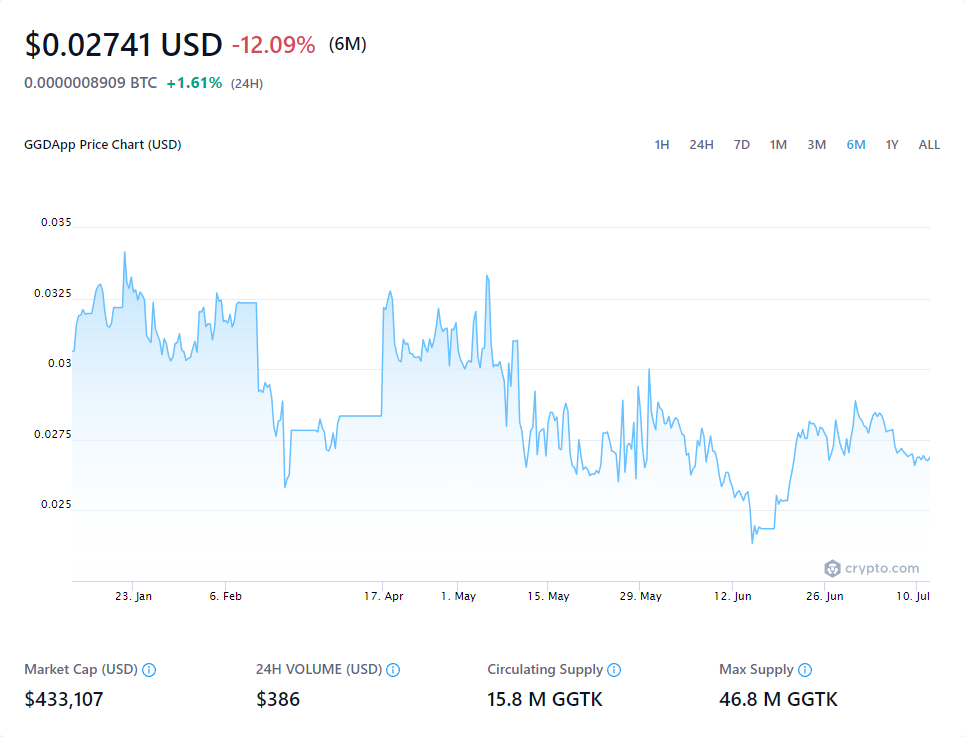 $0.02741 USD -12.09% (6M)
0.0000008909 BTC +1.61% (24H)
GGDApp Price Chart (USD) 1H 24H 7D 1M 3M 6M 1Y ALL
0.035
0.0325
0.03
0.0275
0.025
crypto.com
23. Jan 6. Feb 17. Apr 1. May 15. May 29. May 12. Jun 26. Jun 10. Jul
Market Cap (USD) 24H VOLUME (USD) Circulating Supply Max Supply
$433,107 $386 15.8 M GGTK 46.8 M GGTK